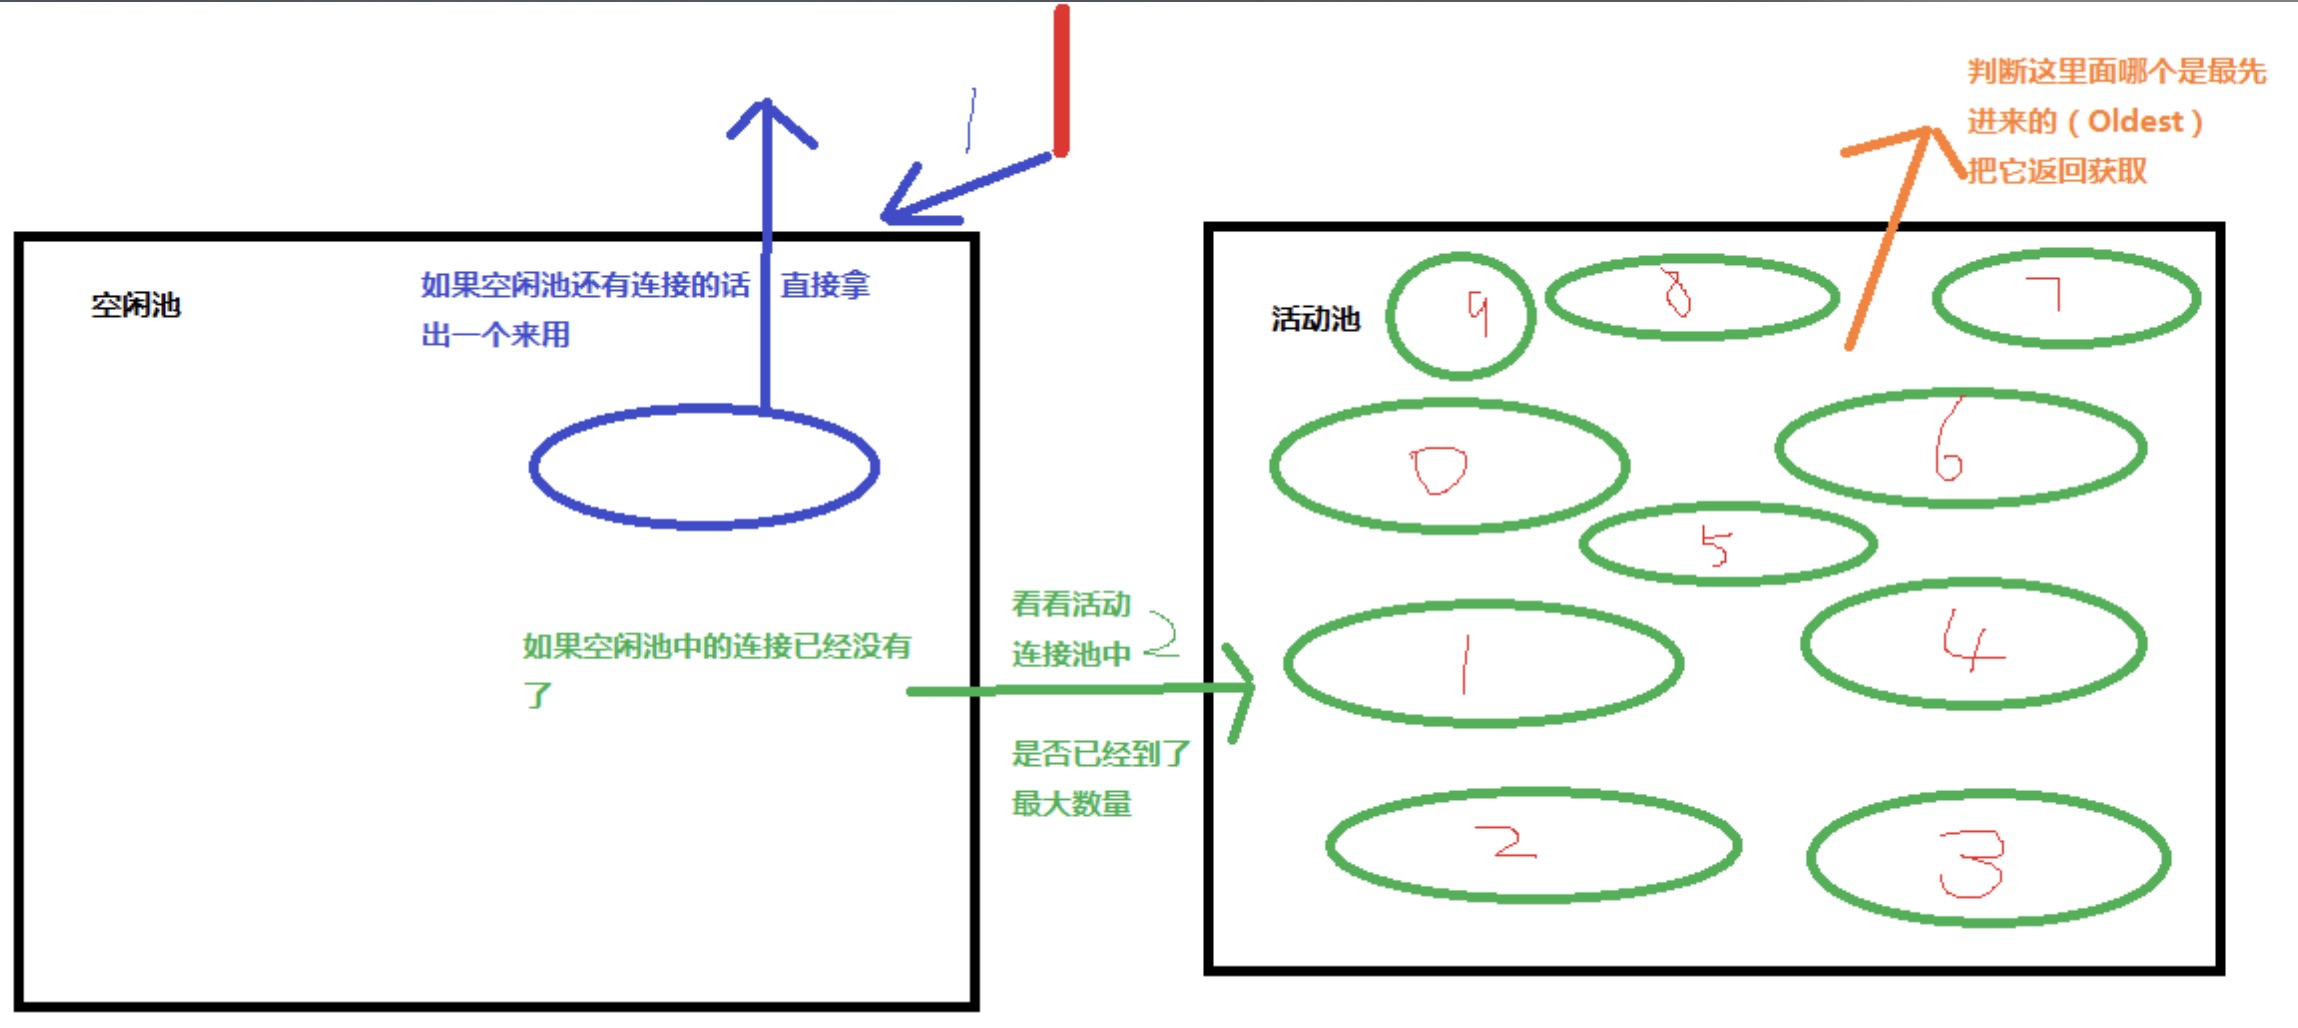 1
判断这里面哪个是最先
进来的（Oldest）
把它返回获取
空闲池
如果空闲池还有连接的话 直接拿
出一个来用
如果空闲池中的连接已经没有
了
看看活动
连接池中
2
是否已经到了
最大数量
活动池
9
8
7
0
6
5
1
4
2
3